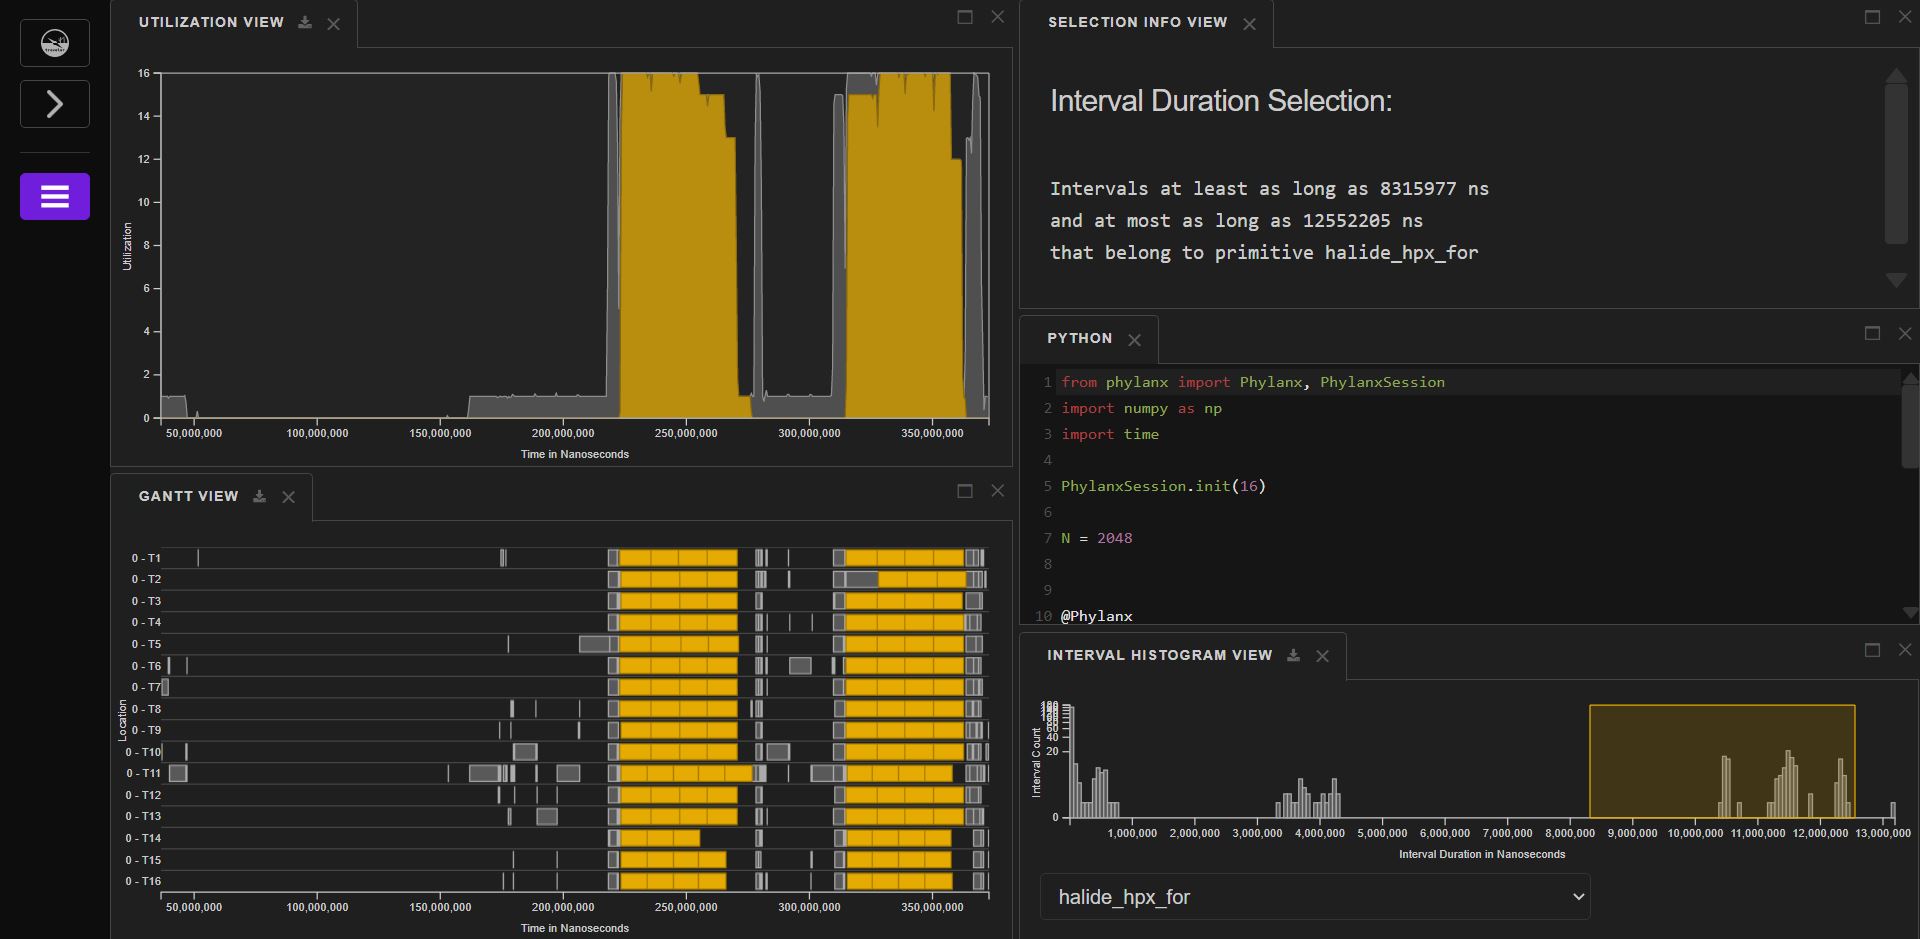 UTILIZATION VIEW
16
14
12
10
8
6
4
2
0
Utilization
50,000,000 100,000,000 150,000,000 200,000,000 250,000,000 300,000,000 350,000,000
Time in Nanoseconds
GANTT VIEW
0 - T1
0 - T2
0 - T3
0 - T4
0 - T5
0 - T6
0 - T7
0 - T8
0 - T9
0 - T10
0 - T11
0 - T12
0 - T13
0 - T14
0 - T15
0 - T16
Location
50,000,000 100,000,000 150,000,000 200,000,000 250,000,000 300,000,000 350,000,000
Time in Nanoseconds
SELECTION INFO VIEW
Interval Duration Selection:
Intervals at least as long as 8315977 ns
and at most as long as 12552205 ns
that belong to primitive halide_hpx_for
PYTHON
1 from phylanx import Phylanx, PhylanxSession
2 import numpy as np
3 import time
4
5 PhylanxSession.init(16)
6
7 N = 2048
8
9
10 @Phylanx
INTERVAL HISTOGRAM VIEW
60
40
20
0
Interval Count
1,000,000 2,000,000 3,000,000 4,000,000 5,000,000 6,000,000 7,000,000 8,000,000 9,000,000 10,000,000 11,000,000 12,000,000 13,000,000
Interval Duration in Nanoseconds
halide_hpx_for